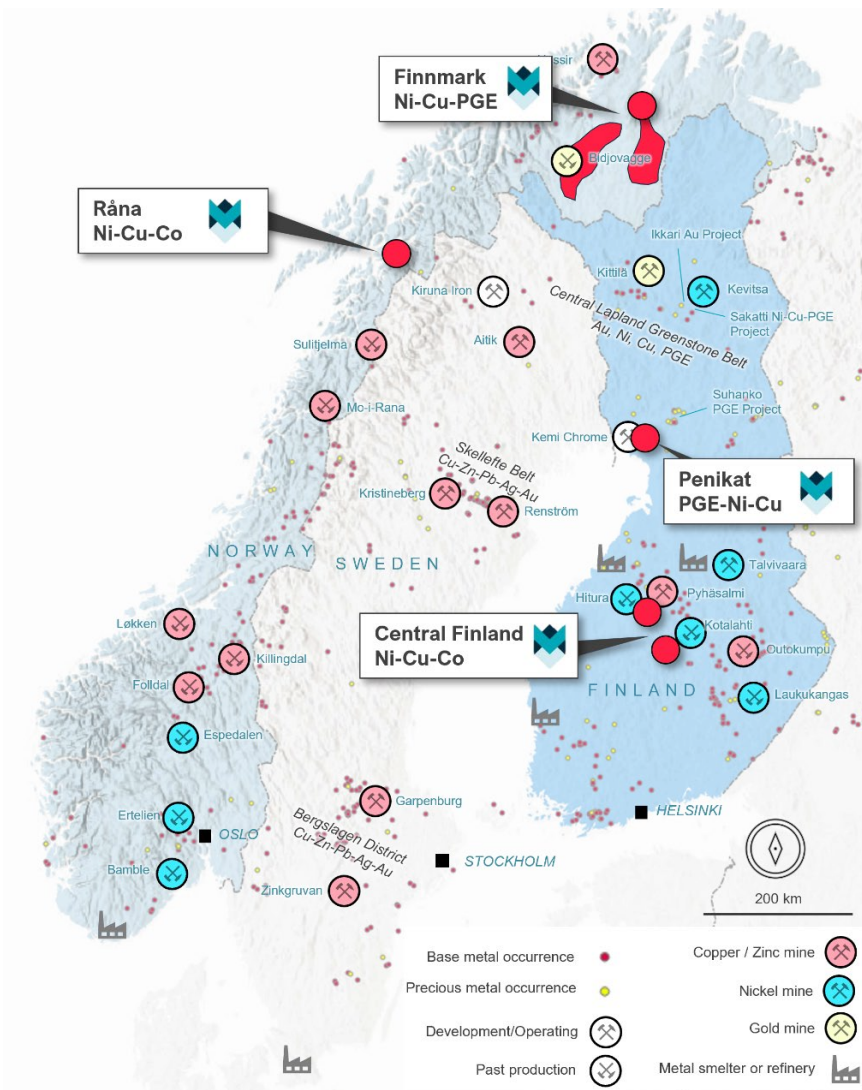 Finnmark
Ni-Cu-PGE
Bidjovagge
Råna
Ni-Cu-Co
Ikkari Au Project
Kittila
Kevitsa
Kiruna Iron
Sakatti Ni-Cu-PGE
Project
Central Lapland Greenstone Belt
Au, Ni, Cu, PGE
Sulitjelma
Aitik
Mo-i-Rana
Suhanko
PGE Project
Kemi Chrome
Skellefte Belt
Cu-Zn-Pb-Ag-Au
Kristineberg
Renström
Penikat
PGE-Ni-Cu
NORWAY
SWEDEN
Talvivaara
Hitura
Pyhäsalmi
Løkken
Central Finland
Ni-Cu-Co
Kotalahti
Killingdal
Outokumpu
Folldal
FINLAND
Laukukangas
Espedalen
Garpenburg
HELSINKI
Ertelien
OSLO
Bergslagen District
Cu-Zn-Pb-Ag-Au
STOCKHOLM
Bamble
Zinkgruvan
200 km
Base metal occurrence
Copper / Zinc mine
Precious metal occurrence
Nickel mine
Development/Operating
Gold mine
Past production
Metal smelter or refinery